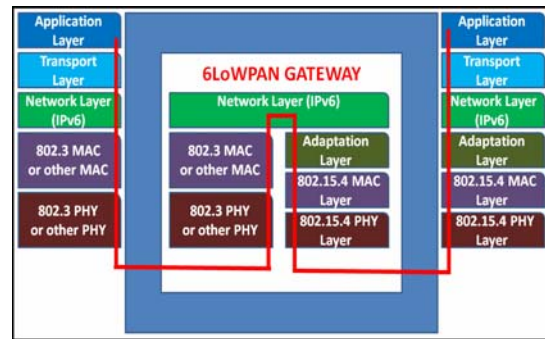 Application
Layer
Transport
Layer
Network Layer
(IPv6)
802.3 MAC
or other MAC
802.3 PHY
or other PHY
6LoWPAN GATEWAY
Network Layer (IPv6)
802.3 MAC
or other MAC
802.3 PHY
or other PHY
Adaptation
Layer
802.15.4 MAC
Layer
802.15.4 PHY
Layer
Application
Layer
Transport
Layer
Network Layer
(IPv6)
Adaptation
Layer
802.15.4 MAC
Layer
802.15.4 PHY
Layer